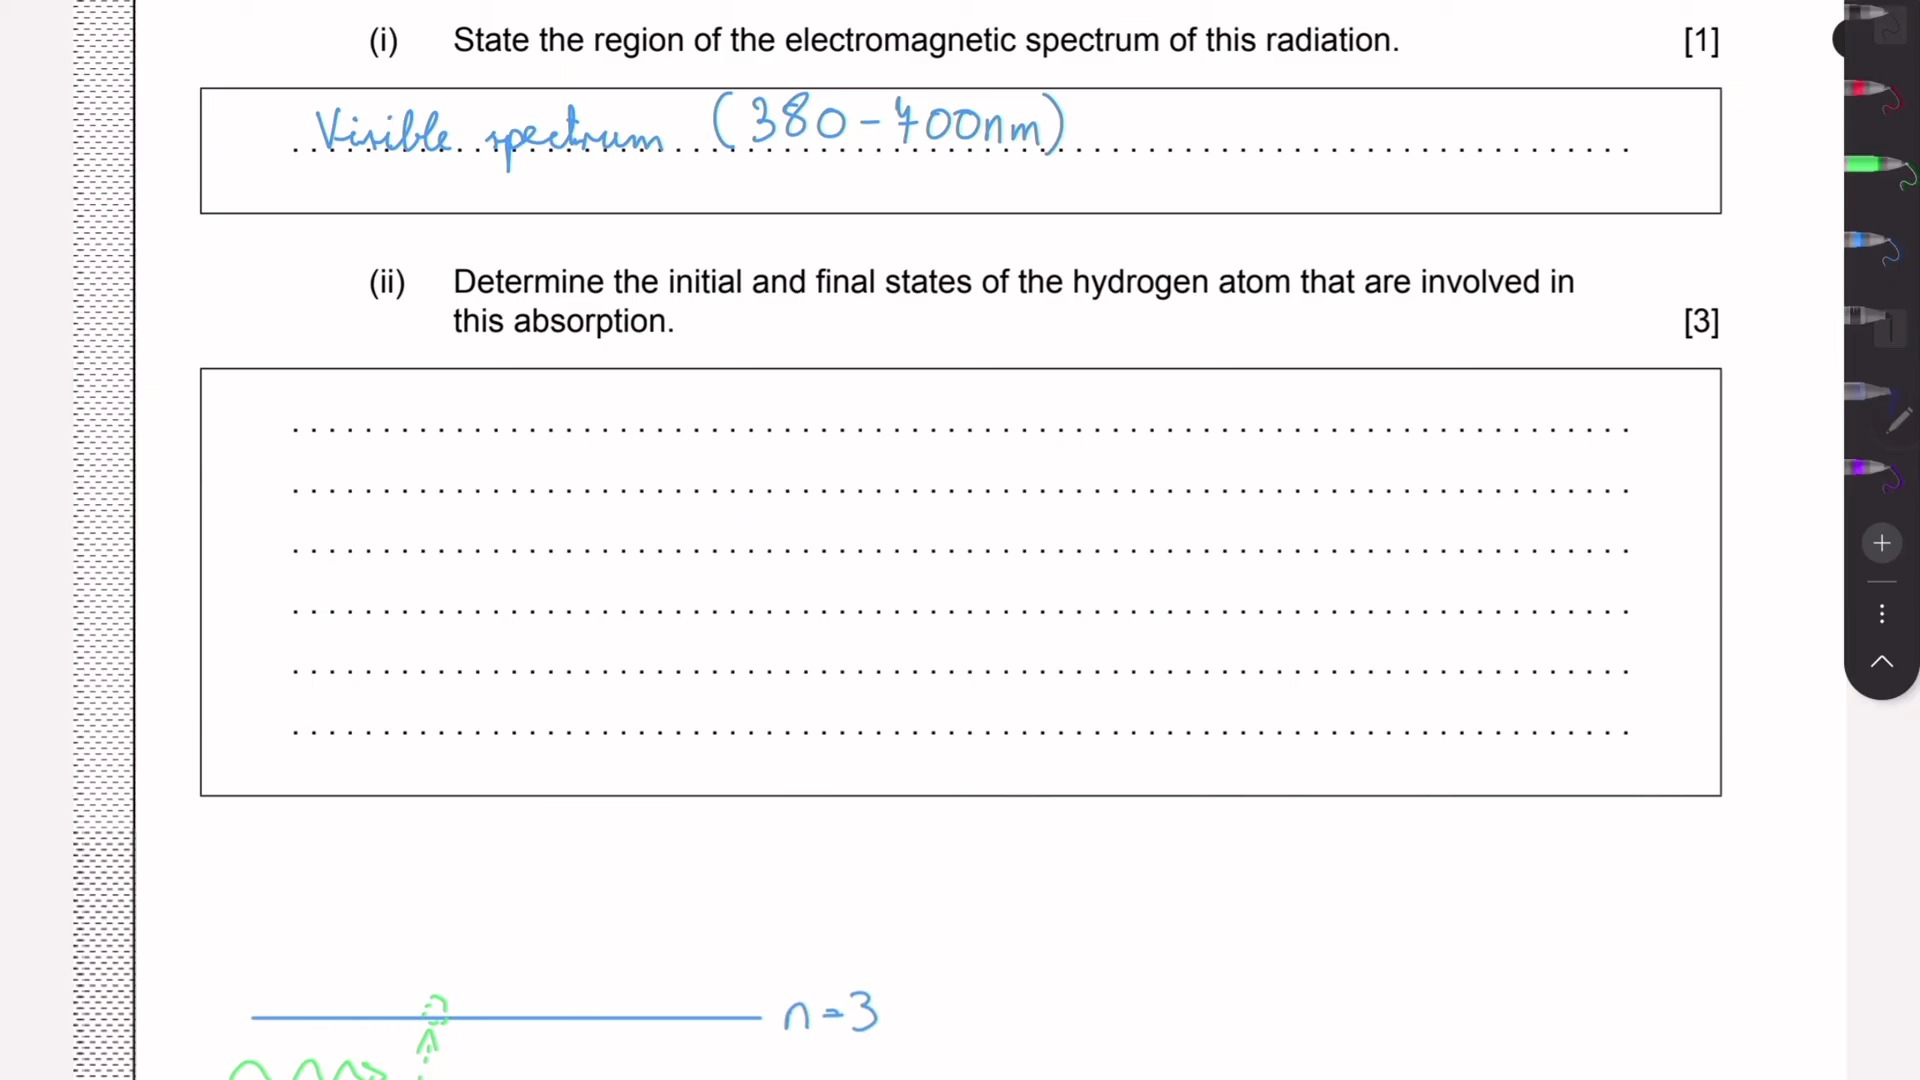 (i) State the region of the electromagnetic spectrum of this radiation. [1]
Visible spectrum (380-700nm)
(ii) Determine the initial and final states of the hydrogen atom that are involved in
this absorption. [3]
n=3